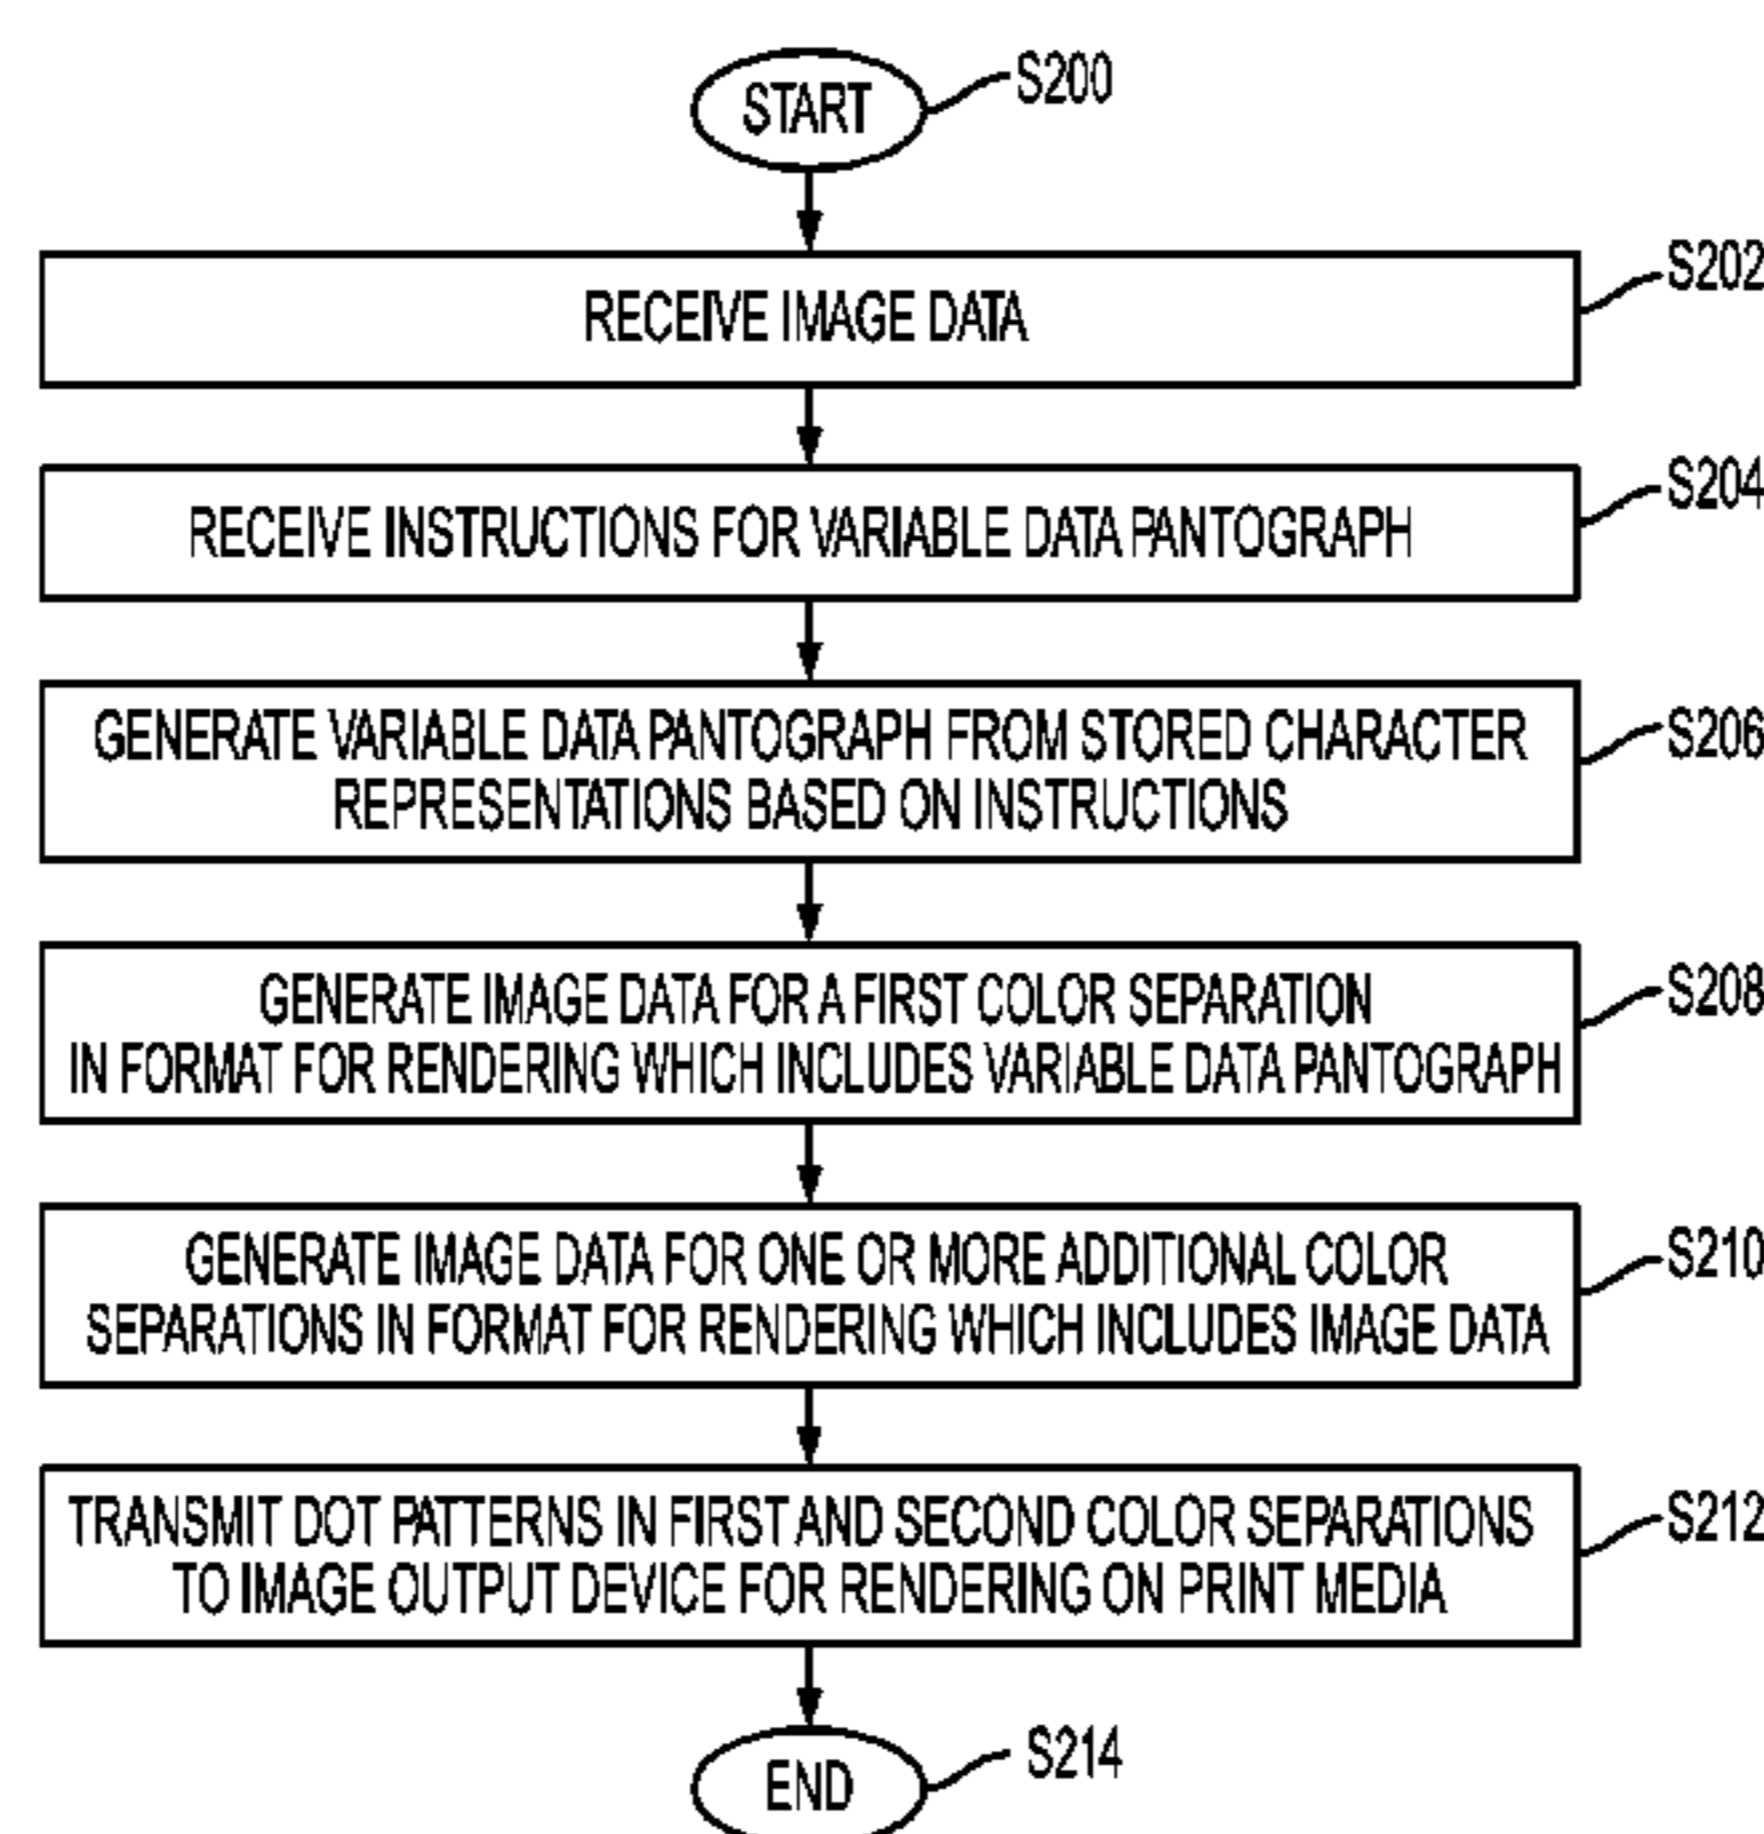 START
S200
RECEIVE IMAGE DATA
S202
RECEIVE INSTRUCTIONS FOR VARIABLE DATA PANTOGRAPH
S204
GENERATE VARIABLE DATA PANTOGRAPH FROM STORED CHARACTER
REPRESENTATIONS BASED ON INSTRUCTIONS
S206
GENERATE IMAGE DATA FOR A FIRST COLOR SEPARATION
IN FORMAT FOR RENDERING WHICH INCLUDES VARIABLE DATA PANTOGRAPH
S208
GENERATE IMAGE DATA FOR ONE OR MORE ADDITIONAL COLOR
SEPARATIONS IN FORMAT FOR RENDERING WHICH INCLUDES IMAGE DATA
S210
TRANSMIT DOT PATTERNS IN FIRST AND SECOND COLOR SEPARATIONS
TO IMAGE OUTPUT DEVICE FOR RENDERING ON PRINT MEDIA
S212
END
S214